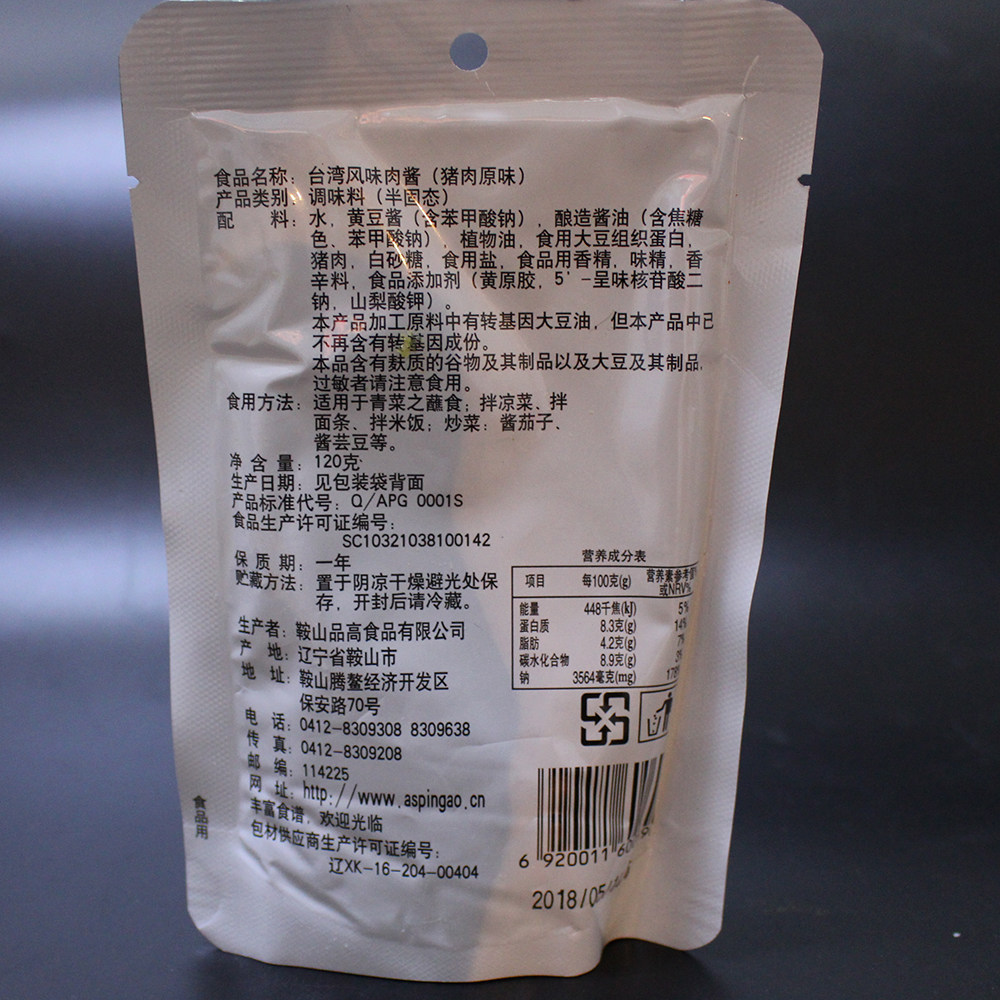 食品名称：台湾风味肉酱（猪肉原味）
产品类别：调味料（半固态）
配 料：水，黄豆酱（含苯甲酸钠），酿造酱油（含焦糖
色、苯甲酸钠），植物油，食用大豆组织蛋白，
猪肉，白砂糖，食用盐，食品用香精，味精，香
辛料，食品添加剂（黄原胶，5'-呈味核苷酸二
钠，山梨酸钾）。
本产品加工原料中有转基因大豆油，但本产品中已
不再含有转基因成份。
本品含有麸质的谷物及其制品以及大豆及其制品，
过敏者请注意食用。
食用方法：适用于青菜之蘸食；拌凉菜、拌
面条、拌米饭；炒菜：酱茄子、
酱芸豆等。
净 含 量：120克
生产日期：见包装袋背面
产品标准代号：Q/APG 0001S
食品生产许可证编号：
SC10321038100142
保 质 期：一年
贮藏方法：置于阴凉干燥避光处保
存，开封后请冷藏。
生产者：鞍山品高食品有限公司
产 地：辽宁省鞍山市
地 址：鞍山腾鳌经济开发区
保安路70号
电 话：0412-8309308 8309638
传 真：0412-8309208
邮 编：114225
网 址：http://www.aspingao.cn
丰富食谱，欢迎光临
包材供应商生产许可证编号：
辽XK-16-204-00404
食品用
营养成分表
项目 每100克(g) 营养素参考值%
或NRV%
能量 448千焦(kJ) 5%
蛋白质 8.3克(g) 14%
脂肪 4.2克(g) 7%
碳水化合物 8.9克(g) 3%
钠 3564毫克(mg)
6 920011
2018/05/